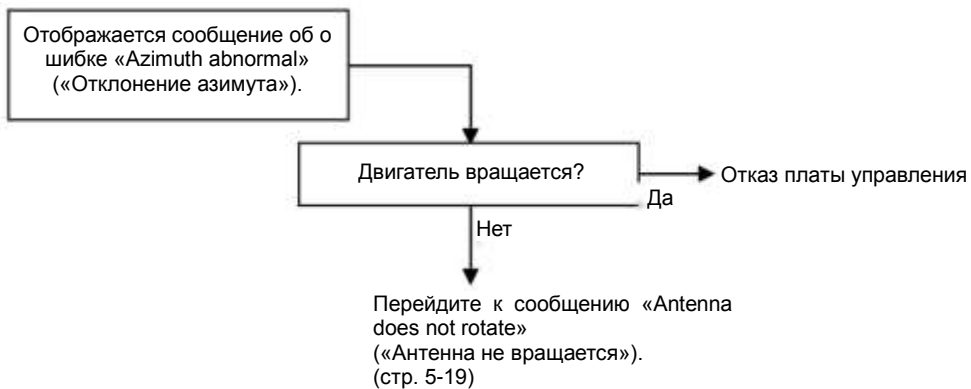 Отображается сообщение об о
шибке «Azimuth abnormal»
(«Отклонение азимута»).
Двигатель вращается?
Отказ платы управления
Да
Нет
Перейдите к сообщению «Antenna
does not rotate»
(«Антенна не вращается»).
(стр. 5-19)